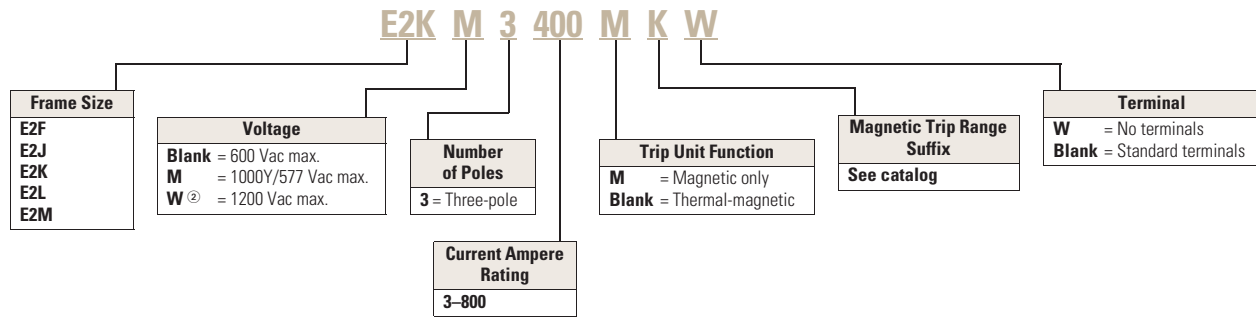 E2K M 3 400 M K W
Frame Size
E2F
E2J
E2K
E2L
E2M
Voltage
Blank = 600 Vac max.
M = 1000Y/577 Vac max.
W ② = 1200 Vac max.
Number
of Poles
3 = Three-pole
Current Ampere
Rating
3–800
Trip Unit Function
M = Magnetic only
Blank = Thermal-magnetic
Magnetic Trip Range
Suffix
See catalog
Terminal
W = No terminals
Blank = Standard terminals